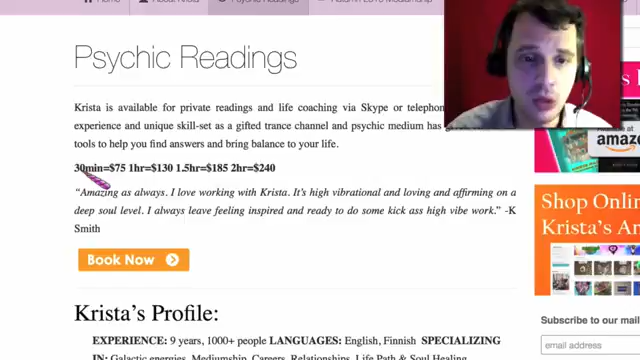 Psychic Readings
Psychic Readings
Krista is available for private readings and life coaching via Skype or telephon
experience and unique skill-set as a gifted trance channel and psychic medium has
tools to help you find answers and bring balance to your life.
30min=$75 1hr=$130 1.5hr=$185 2hr=$240
“Amazing as always. I love working with Krista. It's high vibrational and loving and affirming on a
deep soul level. I always leave feeling inspired and ready to do some kick ass high vibe work.” -K
Smith
Book Now
Krista's Profile:
EXPERIENCE: 9 years, 1000+ people LANGUAGES: English, Finnish SPECIALIZING
IN: Galactic energies, Mediumship, Careers, Relationships, Life Path & Soul Healing
Available at
amazo
Shop Onlin
Krista's A
Subscribe to our mai
email address